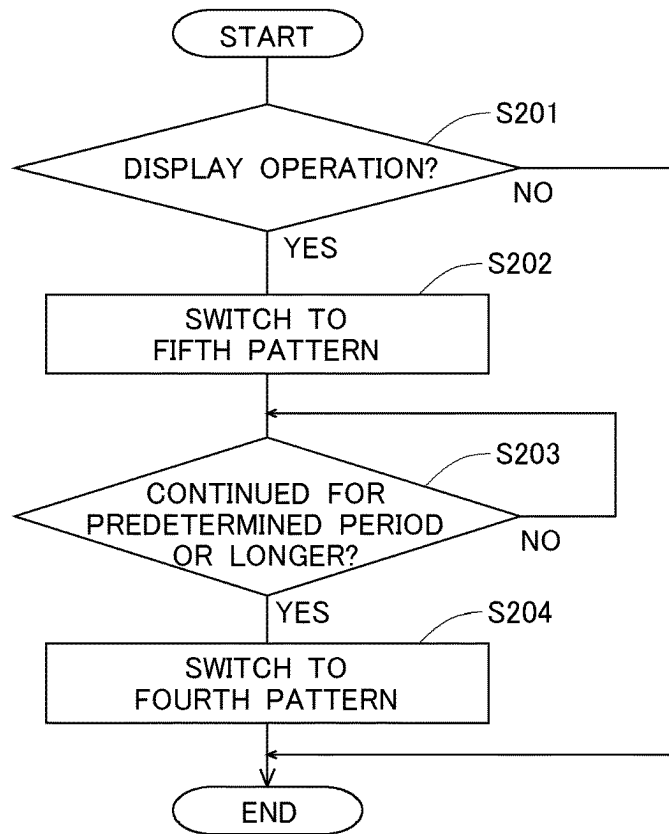 START
S201
DISPLAY OPERATION?
NO
YES
S202
SWITCH TO
FIFTH PATTERN
S203
CONTINUED FOR
PREDETERMINED PERIOD
OR LONGER?
NO
YES
S204
SWITCH TO
FOURTH PATTERN
END